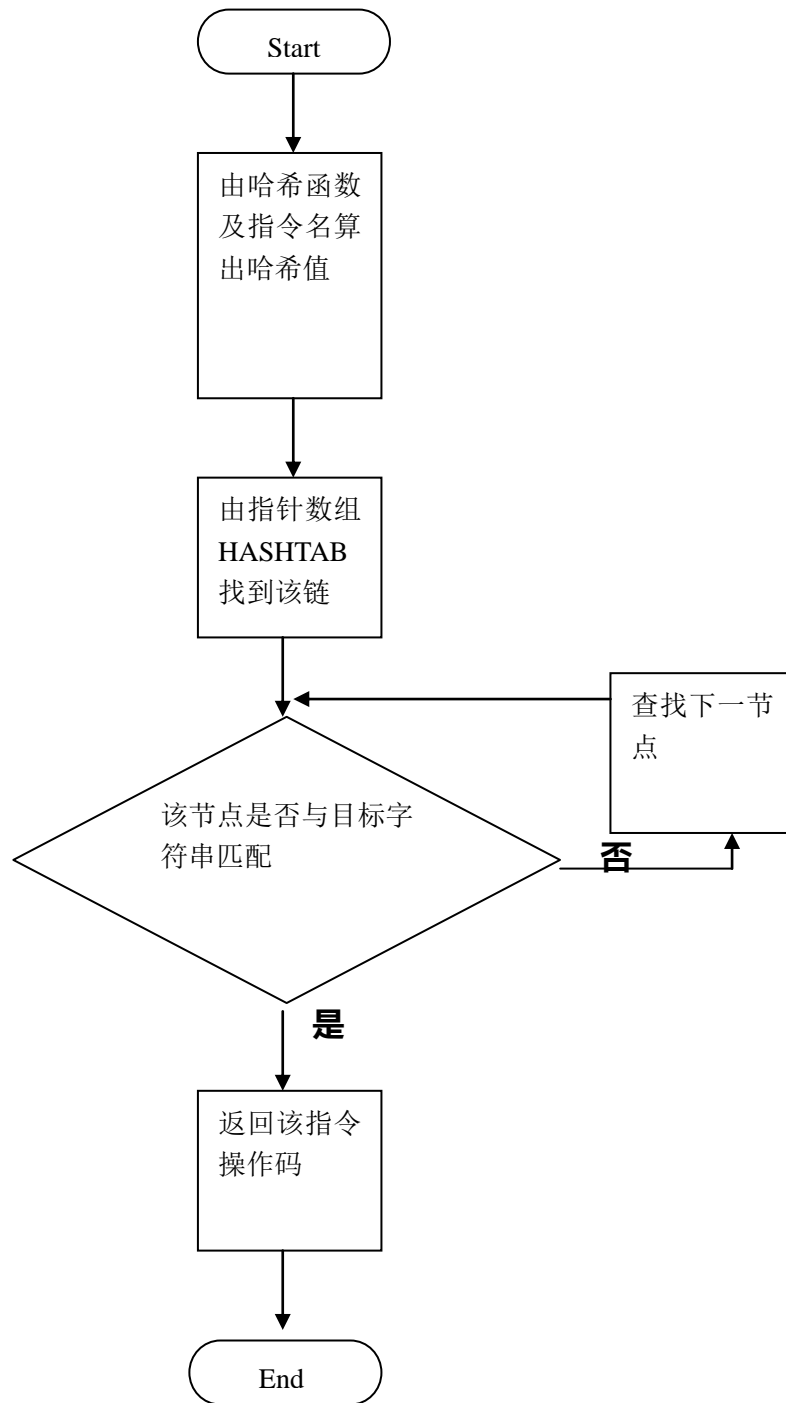 Start
由哈希函数
及指令名算
出哈希值
由指针数组
HASHTAB
找到该链
查找下一节
点
该节点是否与目标字
符串匹配
否
是
返回该指令
操作码
End